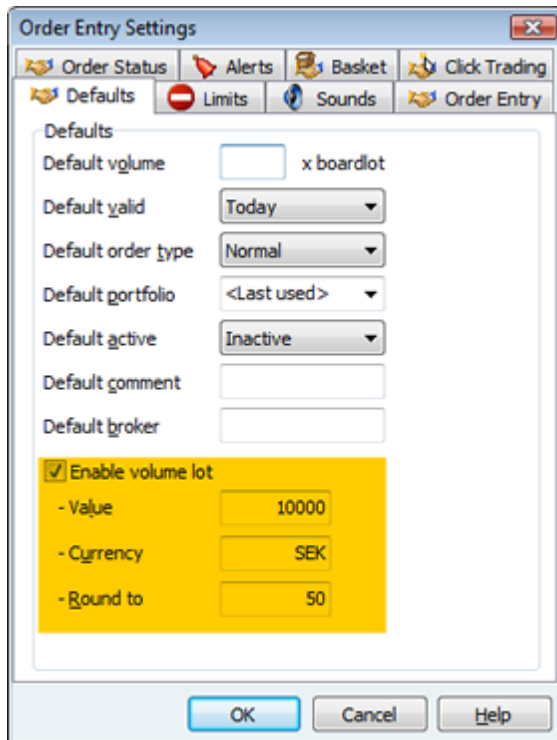 Order Entry Settings
Order Status Alerts Basket Click Trading
Defaults Limits Sounds Order Entry
Defaults
Default volume x boardlot
Default valid Today
Default order type Normal
Default portfolio <Last used>
Default active Inactive
Default comment
Default broker
Enable volume lot
- Value 10000
- Currency SEK
- Round to 50
OK Cancel Help